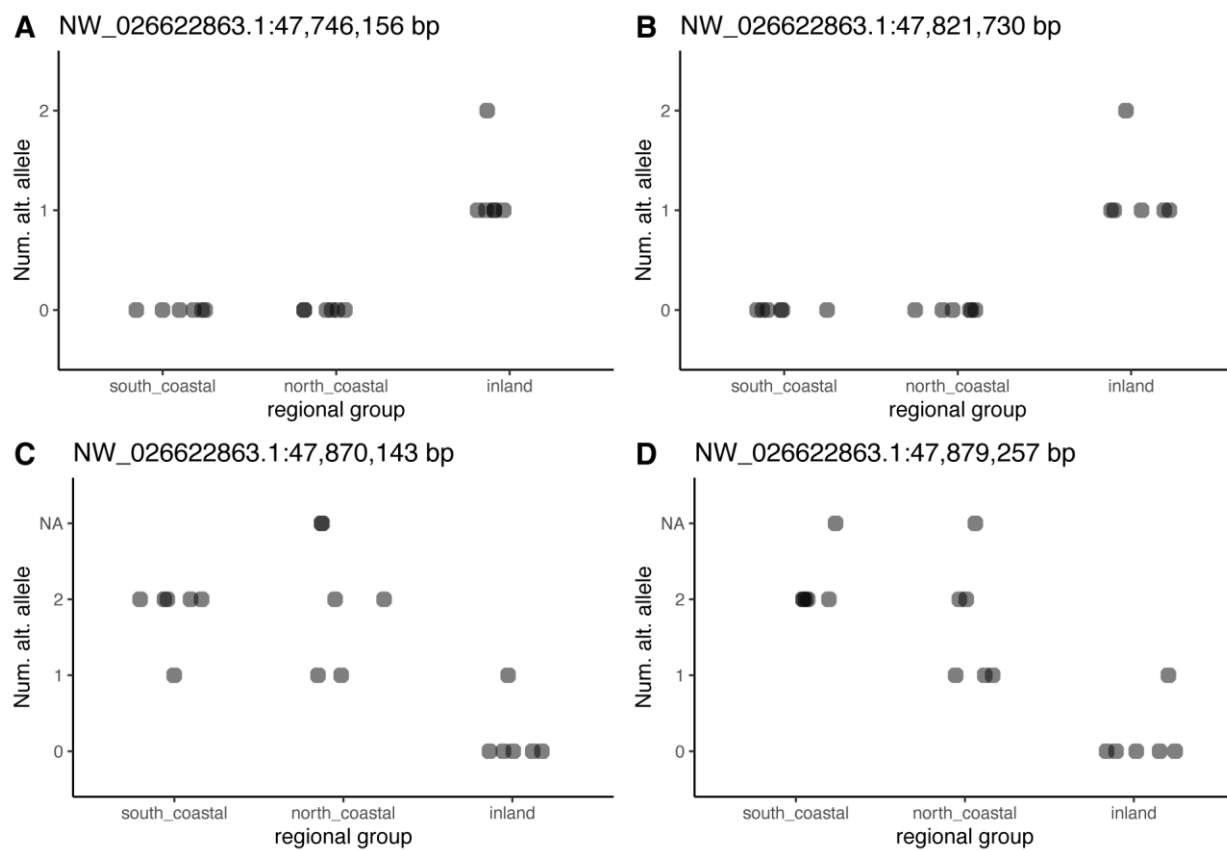 A NW_026622863.1:47,746,156 bp
Num. alt. allele
2
1
0
south_coastal north_coastal inland
regional group
B NW_026622863.1:47,821,730 bp
Num. alt. allele
2
1
0
south_coastal north_coastal inland
regional group
C NW_026622863.1:47,870,143 bp
Num. alt. allele
NA
2
1
0
south_coastal north_coastal inland
regional group
D NW_026622863.1:47,879,257 bp
Num. alt. allele
NA
2
1
0
south_coastal north_coastal inland
regional group